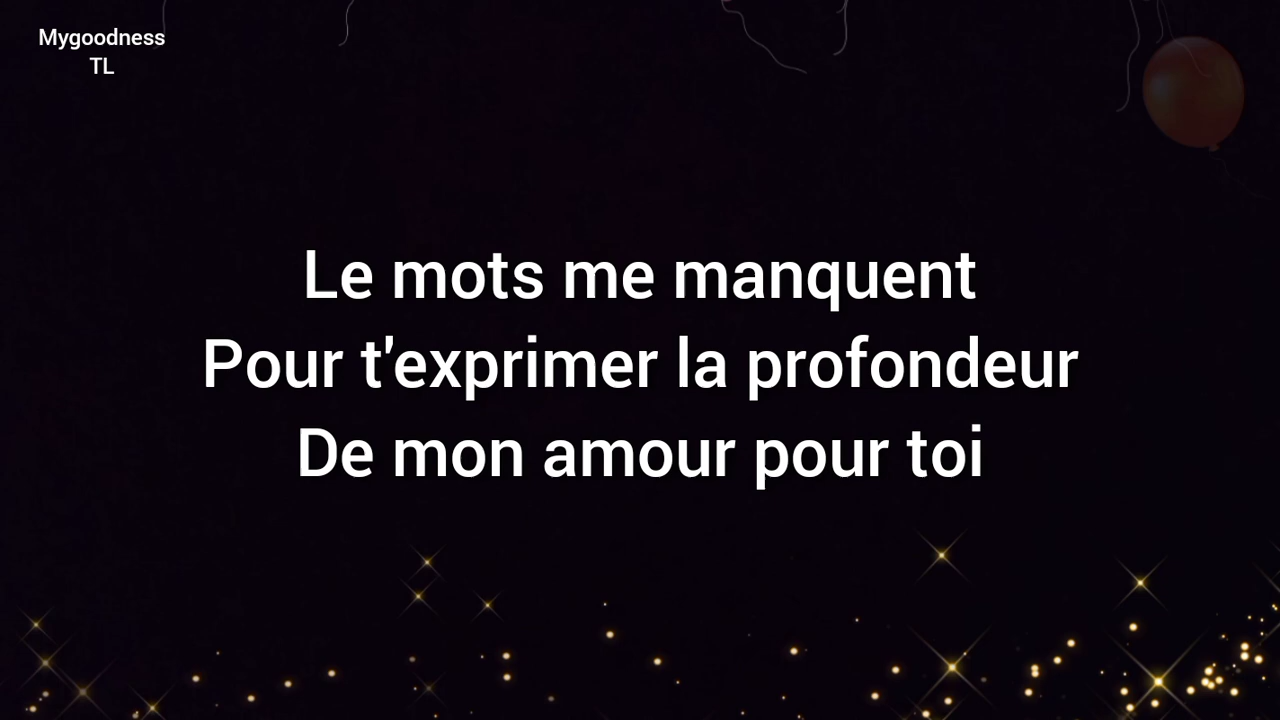 Mygoodness
TL
Le mots me manquent
Pour t'exprimer la profondeur
De mon amour pour toi